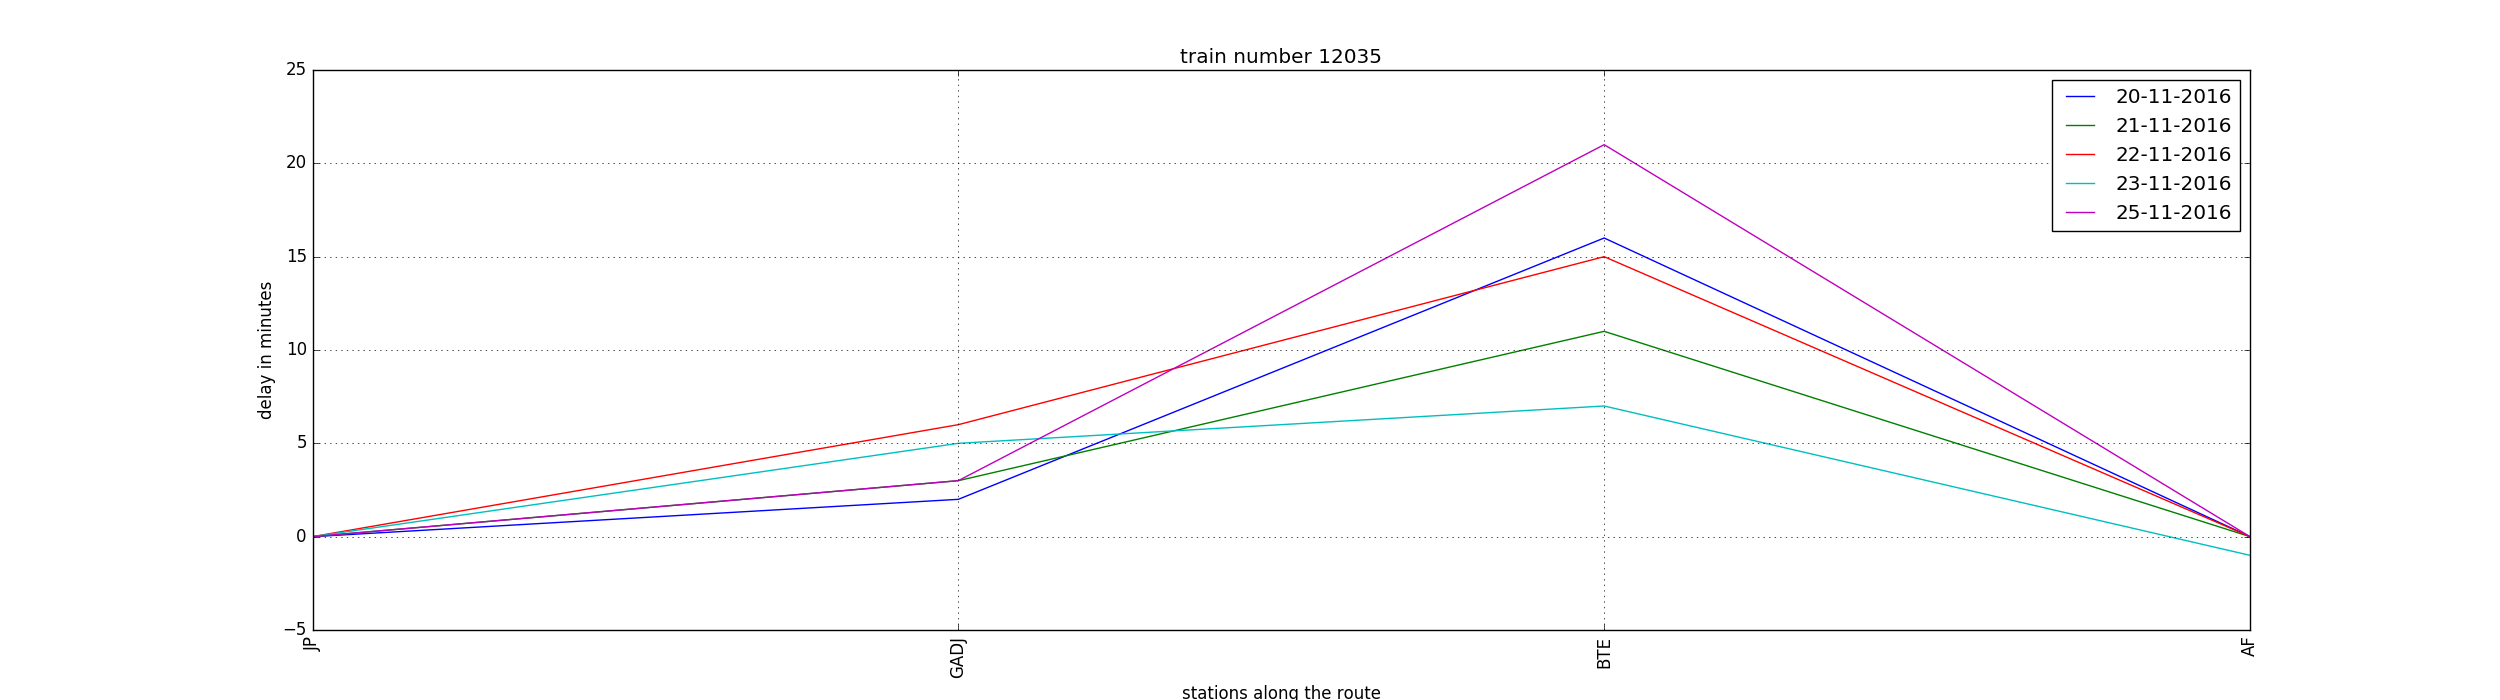 train number 12035
25
20
15
10
5
0
−5
delay in minutes
20-11-2016
21-11-2016
22-11-2016
23-11-2016
25-11-2016
JP
GADJ
BTE
AF
stations along the route